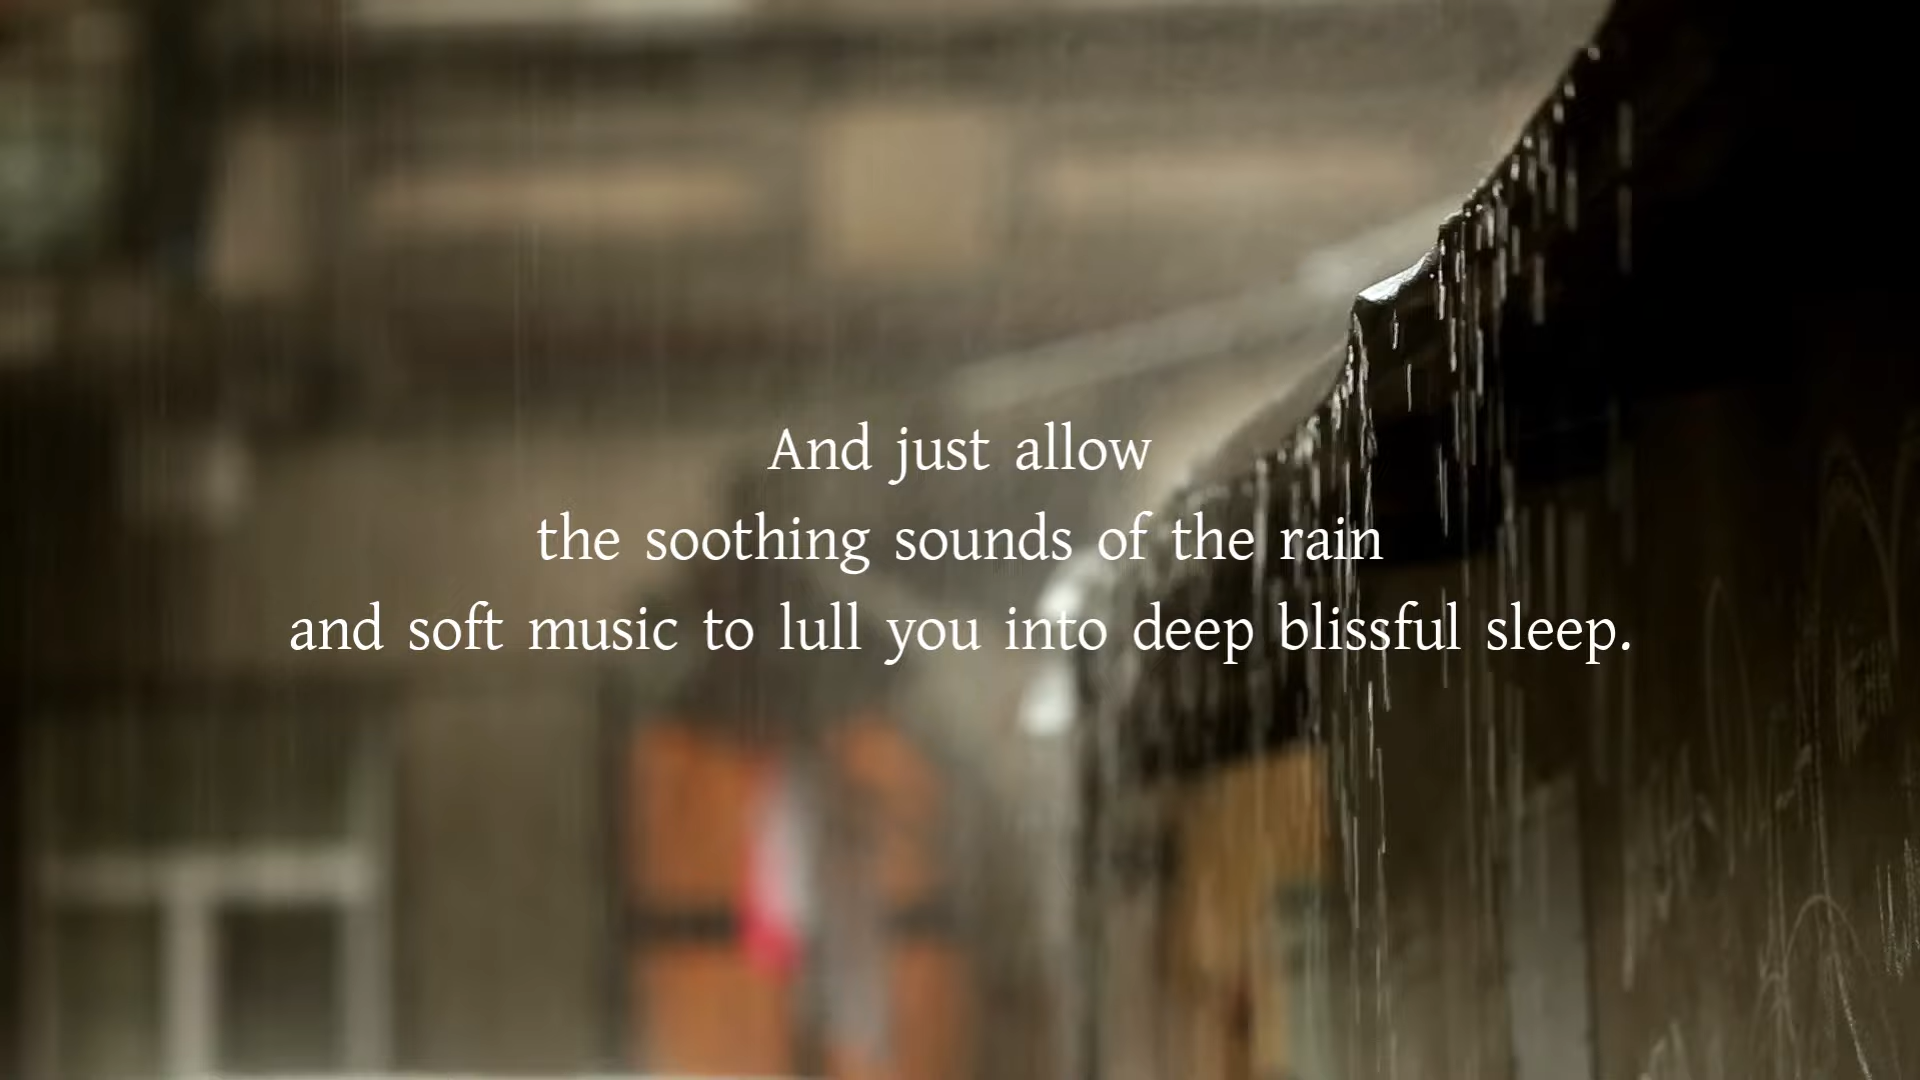 And just allow
the soothing sounds of the rain
and soft music to lull you into deep blissful sleep.